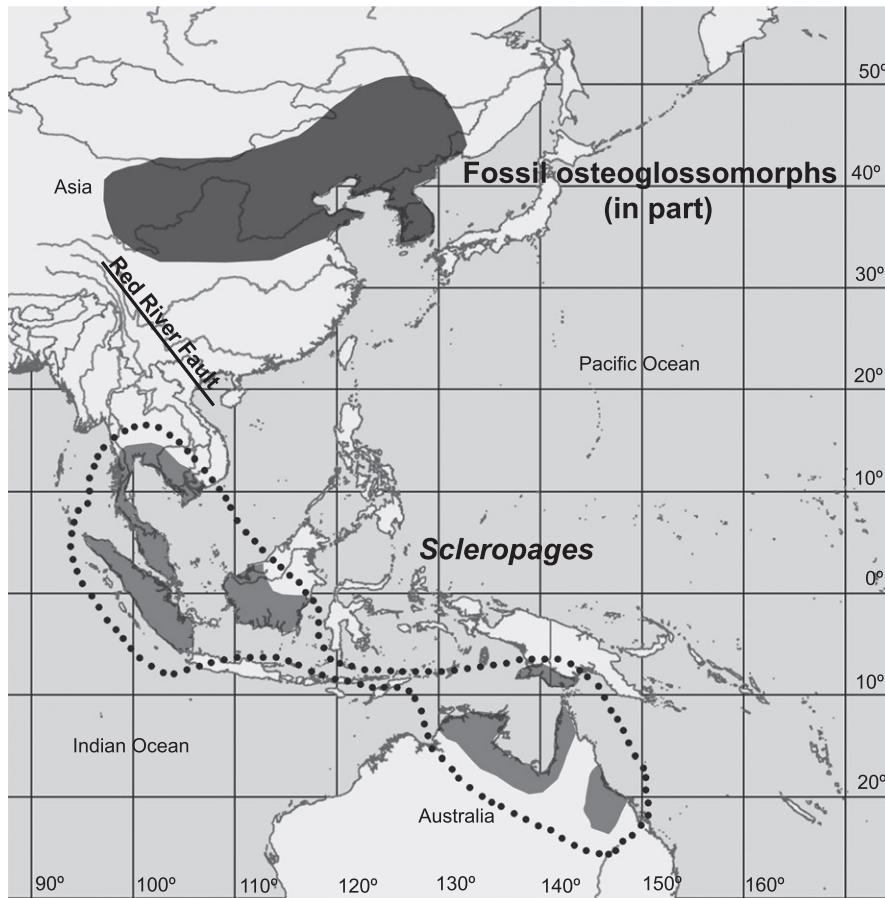 50º
Asia
Fossil osteoglossomorphs
(in part)
40º
30º
Red River Fault
Pacific Ocean
20º
10º
Scleropages
0º
10º
Indian Ocean
20º
Australia
90º 100º 110º 120º 130º 140º 150º 160º